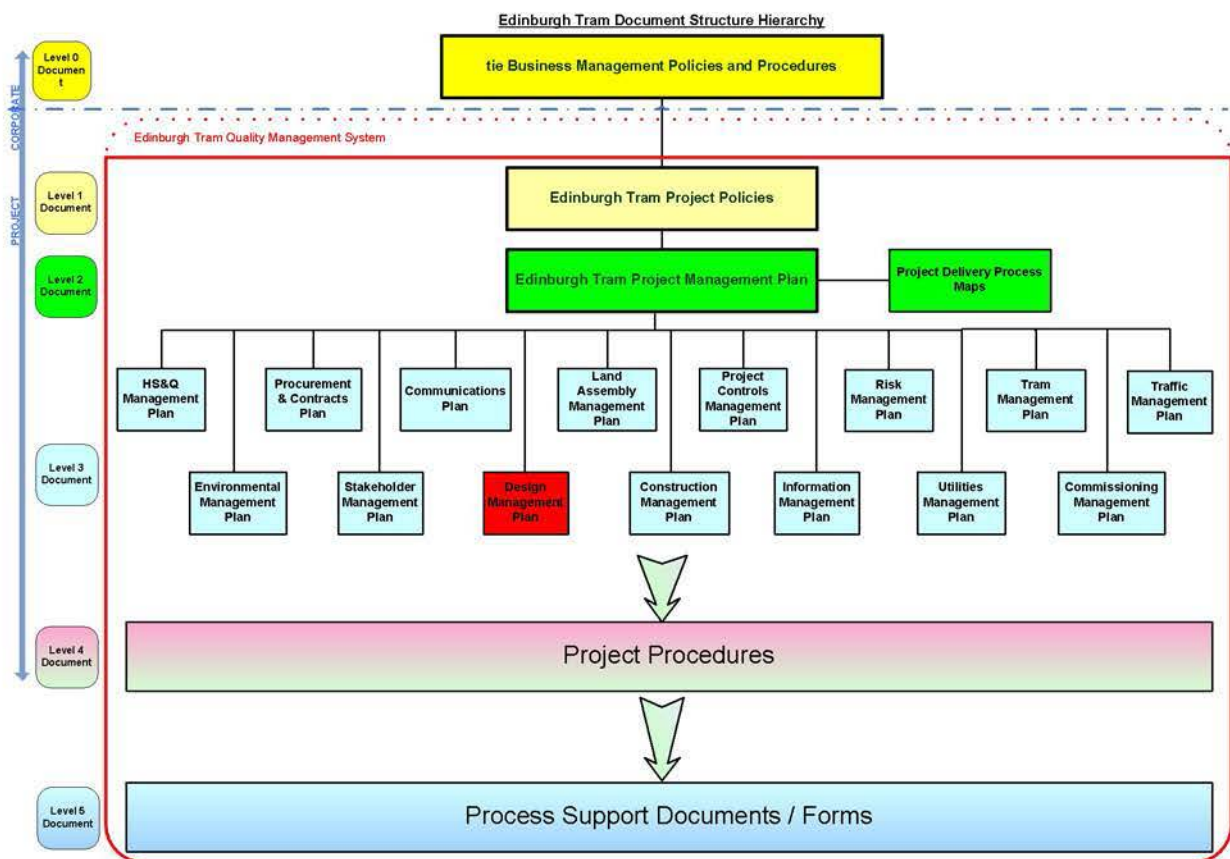 Edinburgh Tram Document Structure Hierarchy
Level 0
Documen
t
tie Business Management Policies and Procedures
CORPORATE
Edinburgh Tram Quality Management System
PROJECT
Level 1
Document
Edinburgh Tram Project Policies
Level 2
Document
Edinburgh Tram Project Management Plan
Project Delivery Process
Maps
HS&Q
Management
Plan
Procurement
& Contracts
Plan
Communications
Plan
Land
Assembly
Management
Plan
Project
Controls
Management
Plan
Risk
Management
Plan
Tram
Management
Plan
Traffic
Management
Plan
Level 3
Document
Environmental
Management
Plan
Stakeholder
Management
Plan
Design
Management
Plan
Construction
Management
Plan
Information
Management
Plan
Utilities
Management
Plan
Commissioning
Management
Plan
Level 4
Document
Project Procedures
Level 5
Document
Process Support Documents / Forms